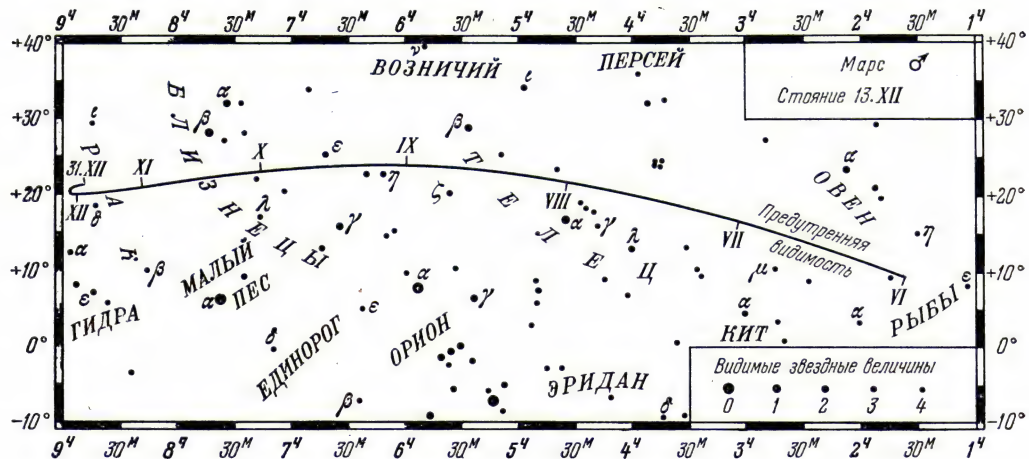 9ч 30м 8ч 30м 7ч 30м 6ч 30м 5ч 30м 4ч 30м 3ч 30м 2ч 30м 1ч
+40° +40°
ν ВОЗНИЧИЙ ПЕРСЕЙ Марс ♂
ι Стояние 13.XII
α
+30° ι β БЛИЗНЕЦЫ β +30°
РАК ε IX ТЕЛЕЦ α ОВЕН
31.XII XI X η ζ
+20° VIII +20°
XII δ λ γ α γ VII Предутренняя η
α λ видимость
+10° β МАЛЫЙ α μ VI ε +10°
ε α ПЕС ε γ α α РЫБЫ
ГИДРА
δ ЕДИНОРОГ ОРИОН КИТ
0° 0°
ЭРИДАН Видимые звездные величины
β δ 0 1 2 3 4
-10° -10°
9ч 30м 8ч 30м 7ч 30м 6ч 30м 5ч 30м 4ч 30м 3ч 30м 2ч 30м 1ч